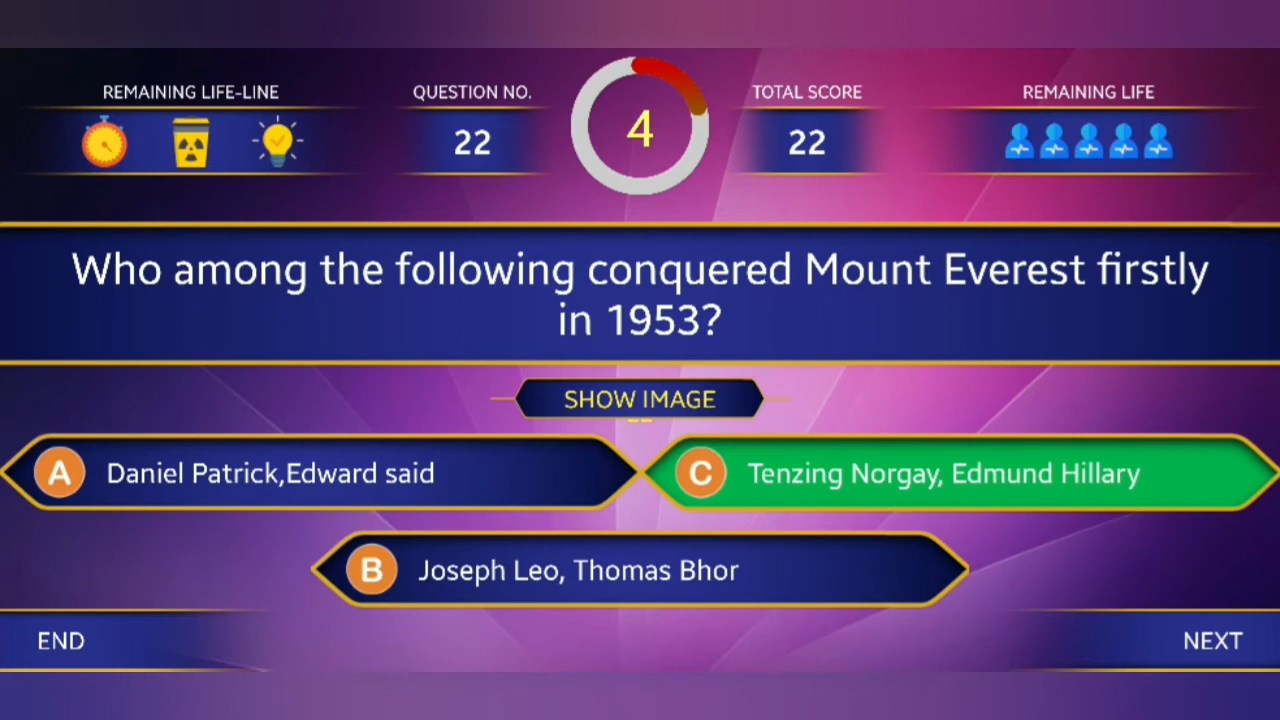 REMAINING LIFE-LINE
QUESTION NO.
22
4
TOTAL SCORE
22
REMAINING LIFE
Who among the following conquered Mount Everest firstly
in 1953?
SHOW IMAGE
A Daniel Patrick,Edward said
C Tenzing Norgay, Edmund Hillary
B Joseph Leo, Thomas Bhor
END
NEXT